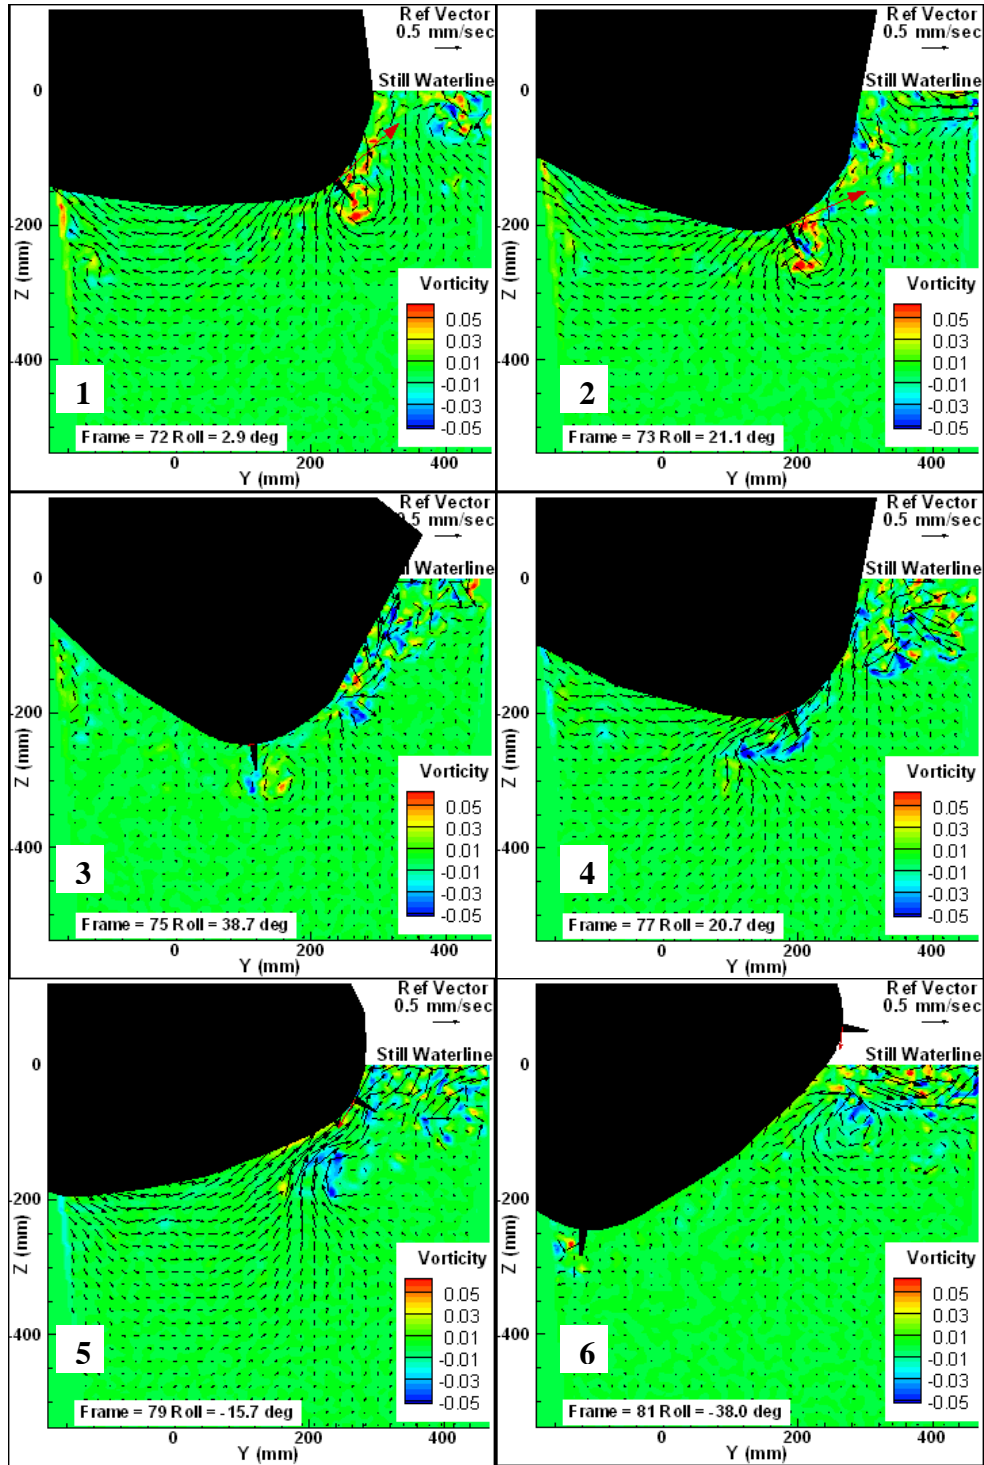 Ref Vector
0.5 mm/sec
Still Waterline
0
-200
-400
Z (mm)
Vorticity
0.05
0.03
0.01
-0.01
-0.03
-0.05
1
Frame = 72 Roll = 2.9 deg
0 200 400
Y (mm)
Ref Vector
0.5 mm/sec
Still Waterline
0
-200
-400
Z (mm)
Vorticity
0.05
0.03
0.01
-0.01
-0.03
-0.05
2
Frame = 73 Roll = 21.1 deg
0 200 400
Y (mm)
Ref Vector
0.5 mm/sec
Still Waterline
0
-200
-400
Z (mm)
Vorticity
0.05
0.03
0.01
-0.01
-0.03
-0.05
3
Frame = 75 Roll = 38.7 deg
0 200 400
Y (mm)
Ref Vector
0.5 mm/sec
Still Waterline
0
-200
-400
Z (mm)
Vorticity
0.05
0.03
0.01
-0.01
-0.03
-0.05
4
Frame = 77 Roll = 20.7 deg
0 200 400
Y (mm)
Ref Vector
0.5 mm/sec
Still Waterline
0
-200
-400
Z (mm)
Vorticity
0.05
0.03
0.01
-0.01
-0.03
-0.05
5
Frame = 79 Roll = -15.7 deg
0 200 400
Y (mm)
Ref Vector
0.5 mm/sec
Still Waterline
0
-200
-400
Z (mm)
Vorticity
0.05
0.03
0.01
-0.01
-0.03
-0.05
6
Frame = 81 Roll = -38.0 deg
0 200 400
Y (mm)